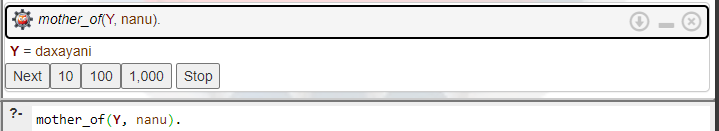 mother_of(Y, nanu).
Y = daxayani
Next 10 100 1,000 Stop
?- mother_of(Y, nanu).